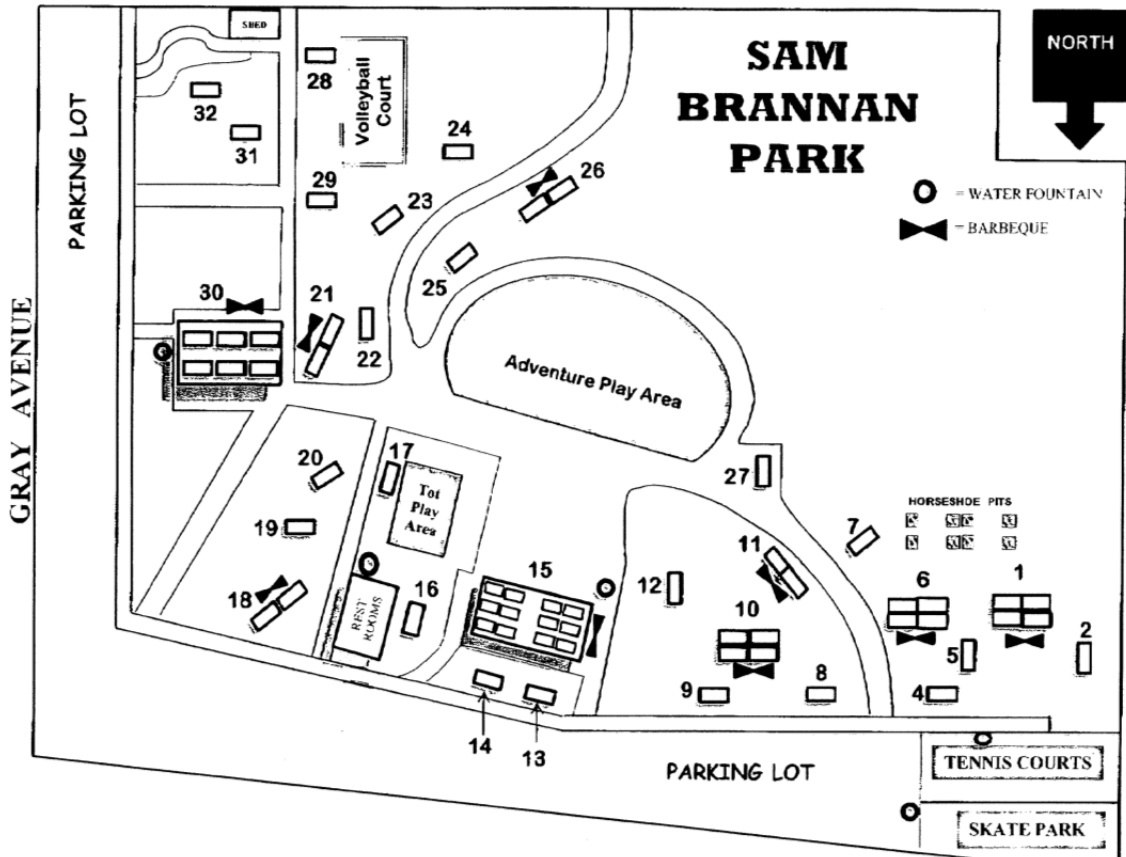 SHED
SAM
BRANNAN
PARK
NORTH
= WATER FOUNTAIN
= BARBEQUE
PARKING LOT
GRAY AVENUE
Volleyball
Court
28
32
31
24
29
23
26
25
30
21
22
Adventure Play Area
20
17
Tot
Play
Area
27
19
HORSESHOE PITS
7
11
15
12
6
1
16
18
REST
ROOMS
10
5
2
9
8
4
14
13
PARKING LOT
TENNIS COURTS
SKATE PARK